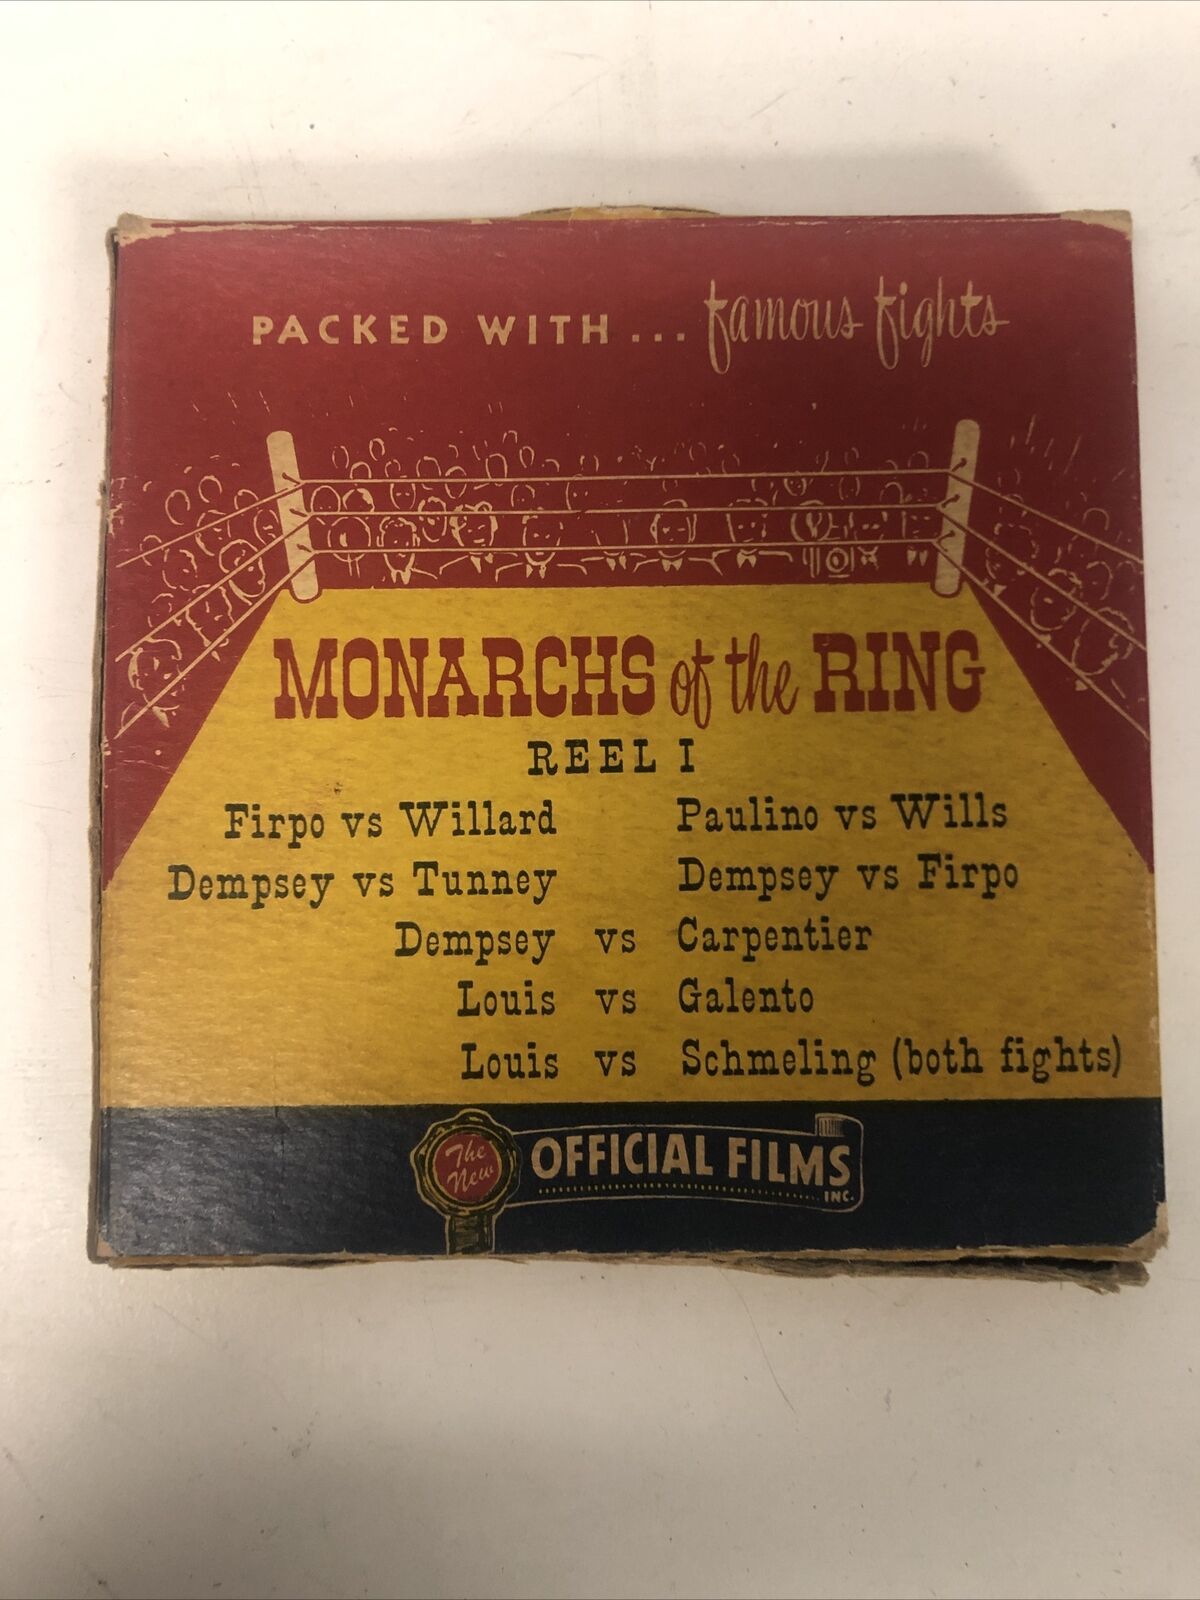 PACKED WITH... famous fights
MONARCHS of the RING
REEL I
Firpo vs Willard Paulino vs Wills
Dempsey vs Tunney Dempsey vs Firpo
Dempsey vs Carpentier
Louis vs Galento
Louis vs Schmeling (both fights)
The New OFFICIAL FILMS INC.